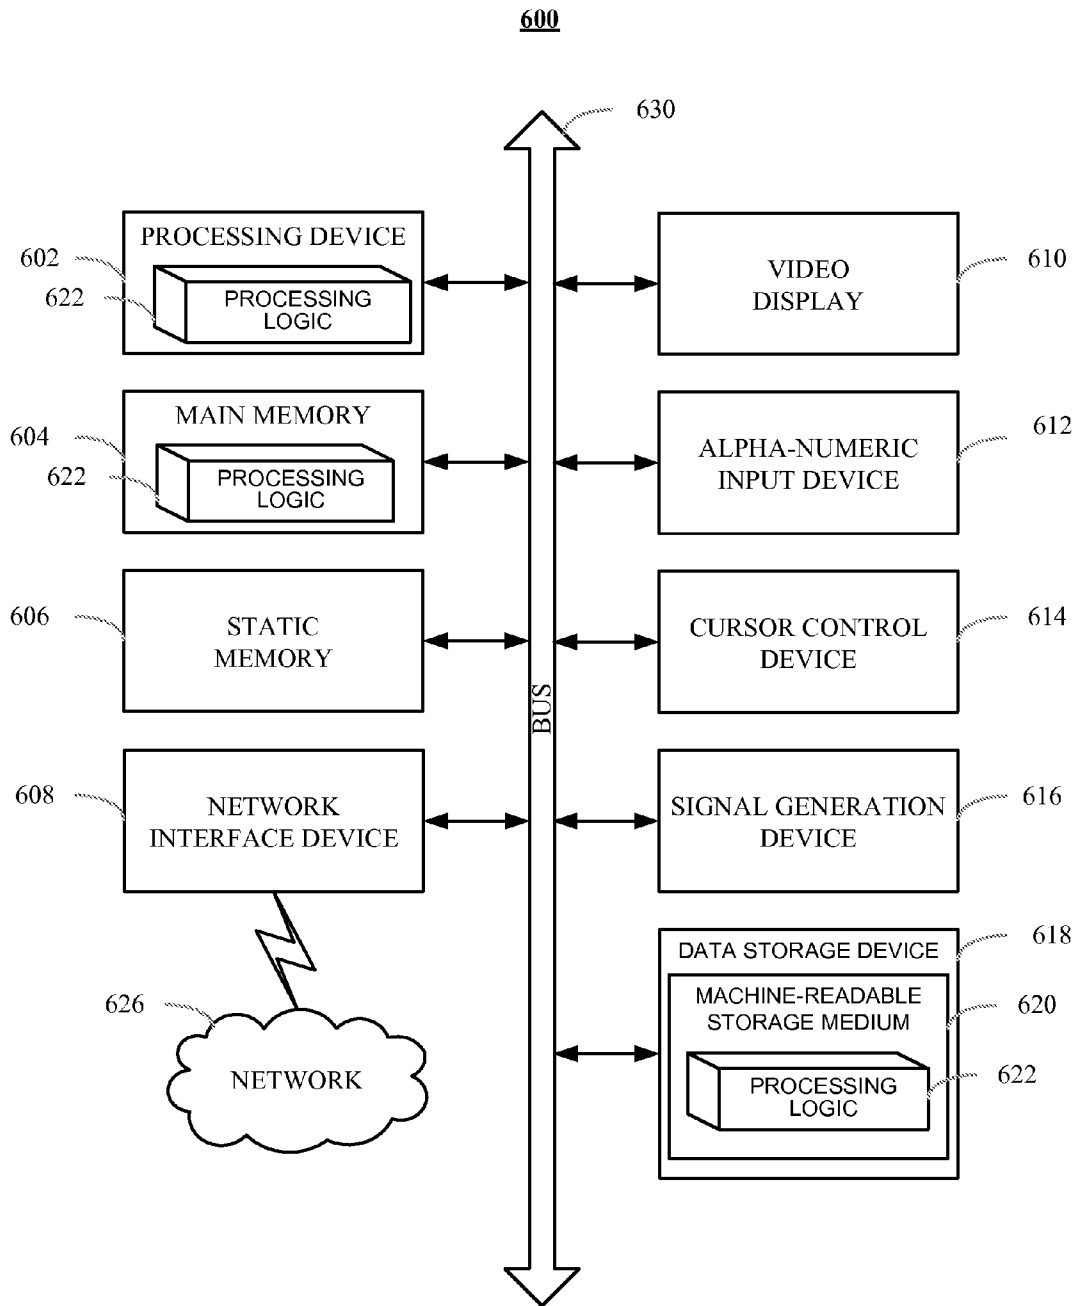 600
630
PROCESSING DEVICE
602
622
PROCESSING
LOGIC
VIDEO
DISPLAY
610
MAIN MEMORY
604
622
PROCESSING
LOGIC
ALPHA-NUMERIC
INPUT DEVICE
612
606
STATIC
MEMORY
CURSOR CONTROL
DEVICE
614
BUS
608
NETWORK
INTERFACE DEVICE
SIGNAL GENERATION
DEVICE
616
626
NETWORK
DATA STORAGE DEVICE
618
MACHINE-READABLE
STORAGE MEDIUM
620
PROCESSING
LOGIC
622